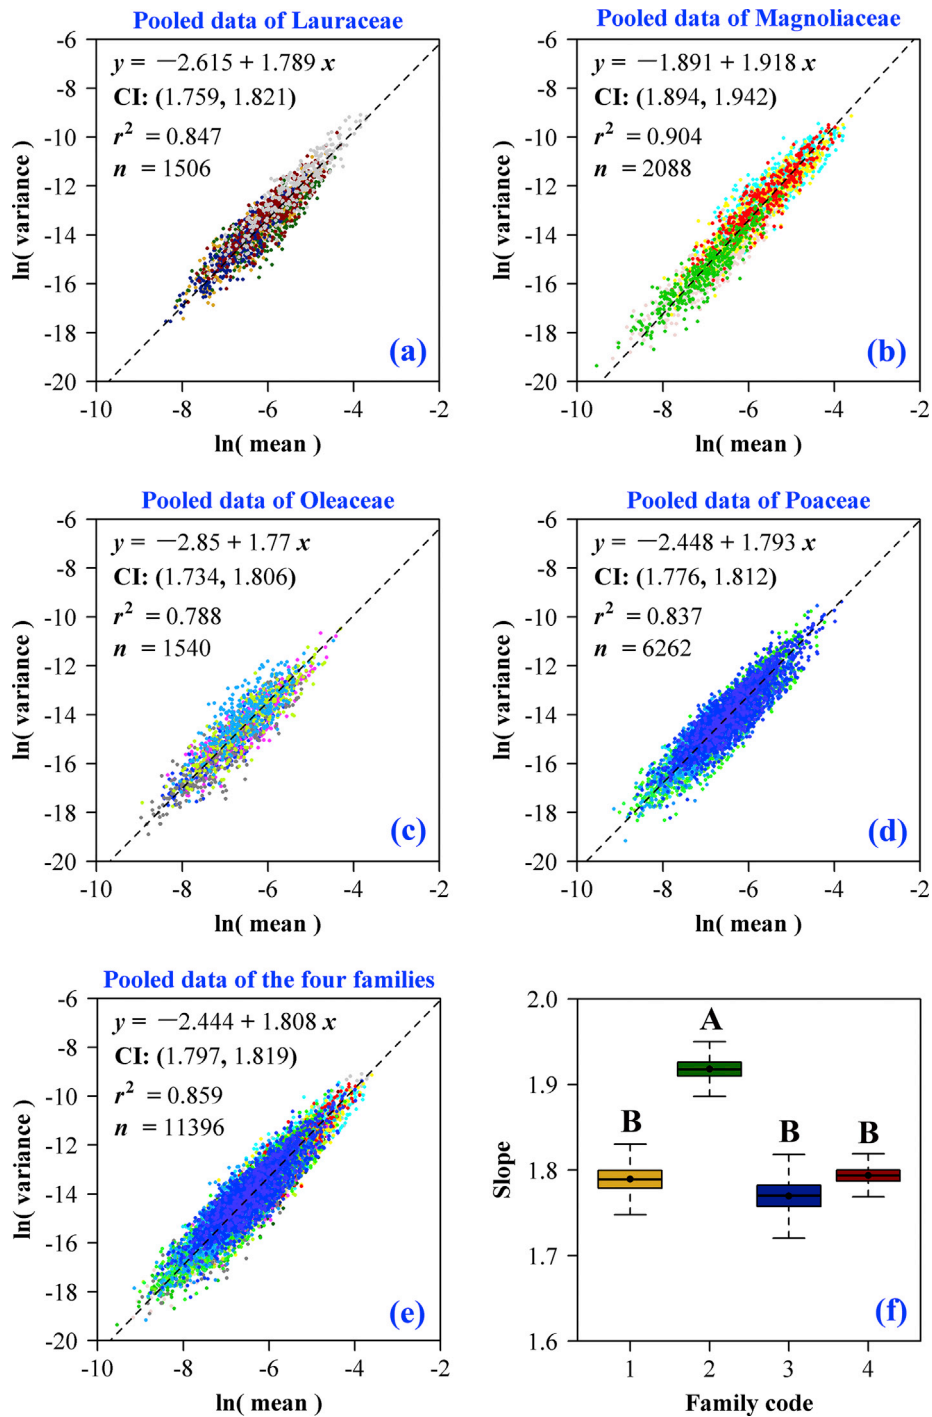 Pooled data of Lauraceae
y = −2.615 + 1.789 x
CI: (1.759, 1.821)
r² = 0.847
n = 1506
-6
-8
-10
-12
-14
-16
-18
-20
ln( variance )
(a)
-10 -8 -6 -4 -2
ln( mean )
Pooled data of Magnoliaceae
y = −1.891 + 1.918 x
CI: (1.894, 1.942)
r² = 0.904
n = 2088
-6
-8
-10
-12
-14
-16
-18
-20
ln( variance )
(b)
-10 -8 -6 -4 -2
ln( mean )
Pooled data of Oleaceae
y = −2.85 + 1.77 x
CI: (1.734, 1.806)
r² = 0.788
n = 1540
-6
-8
-10
-12
-14
-16
-18
-20
ln( variance )
(c)
-10 -8 -6 -4 -2
ln( mean )
Pooled data of Poaceae
y = −2.448 + 1.793 x
CI: (1.776, 1.812)
r² = 0.837
n = 6262
-6
-8
-10
-12
-14
-16
-18
-20
ln( variance )
(d)
-10 -8 -6 -4 -2
ln( mean )
Pooled data of the four families
y = −2.444 + 1.808 x
CI: (1.797, 1.819)
r² = 0.859
n = 11396
-6
-8
-10
-12
-14
-16
-18
-20
ln( variance )
(e)
-10 -8 -6 -4 -2
ln( mean )
2.0
1.9
1.8
1.7
1.6
Slope
A
B
B
B
(f)
1 2 3 4
Family code